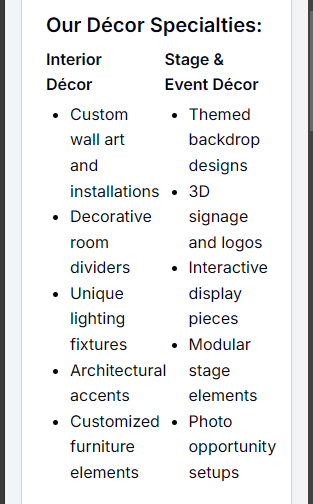 Our Décor Specialties:
Interior
Décor
• Custom
wall art
and
installations
• Decorative
room
dividers
• Unique
lighting
fixtures
• Architectural
accents
• Customized
furniture
elements
Stage &
Event Décor
• Themed
backdrop
designs
• 3D
signage
and logos
• Interactive
display
pieces
• Modular
stage
elements
• Photo
opportunity
setups